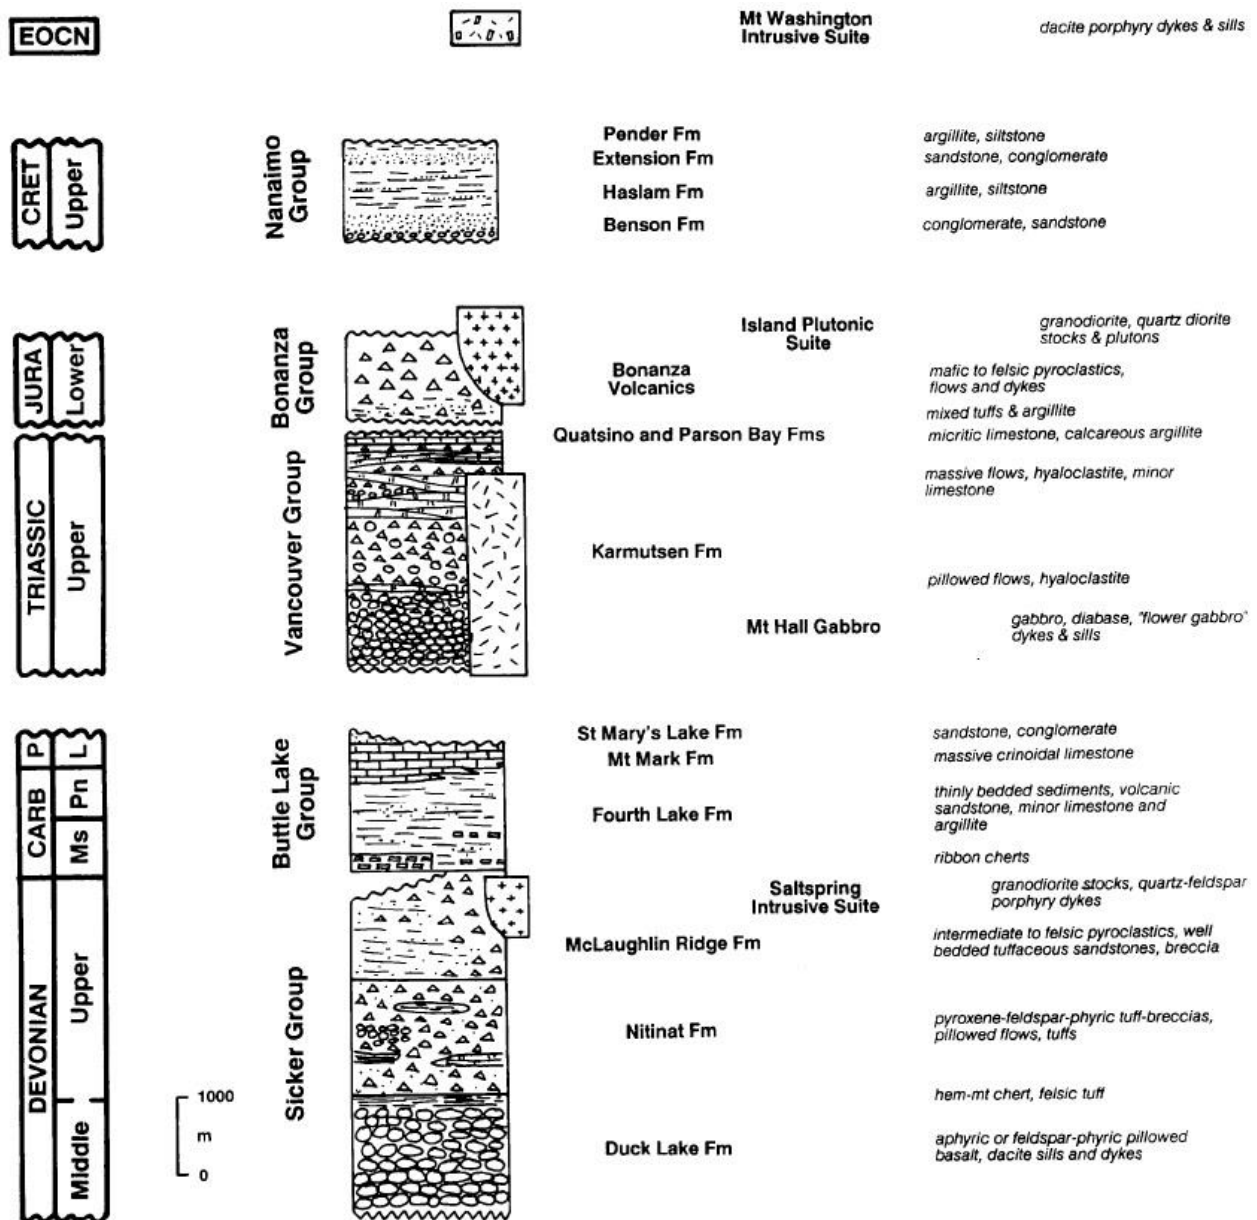 EOCN
Mt Washington
Intrusive Suite
dacite porphyry dykes & sills
CRET
Upper
Nanaimo
Group
Pender Fm
argillite, siltstone
Extension Fm
sandstone, conglomerate
Haslam Fm
argillite, siltstone
Benson Fm
conglomerate, sandstone
JURA
Lower
Bonanza
Group
Island Plutonic
Suite
granodiorite, quartz diorite
stocks & plutons
Bonanza
Volcanics
mafic to felsic pyroclastics,
flows and dykes
mixed tuffs & argillite
TRIASSIC
Upper
Vancouver Group
Quatsino and Parson Bay Fms
micritic limestone, calcareous argillite
massive flows, hyaloclastite, minor
limestone
Karmutsen Fm
pillowed flows, hyaloclastite
Mt Hall Gabbro
gabbro, diabase, "flower gabbro"
dykes & sills
P
L
CARB
Pn
Ms
Buttle Lake
Group
St Mary's Lake Fm
sandstone, conglomerate
Mt Mark Fm
massive crinoidal limestone
Fourth Lake Fm
thinly bedded sediments, volcanic
sandstone, minor limestone and
argillite
ribbon cherts
DEVONIAN
Upper
Middle
Sicker Group
Saltspring
Intrusive Suite
granodiorite stocks, quartz-feldspar
porphyry dykes
McLaughlin Ridge Fm
intermediate to felsic pyroclastics, well
bedded tuffaceous sandstones, breccia
Nitinat Fm
pyroxene-feldspar-phyric tuff-breccias,
pillowed flows, tuffs
hem-mt chert, felsic tuff
Duck Lake Fm
aphyric or feldspar-phyric pillowed
basalt, dacite sills and dykes
1000
m
0